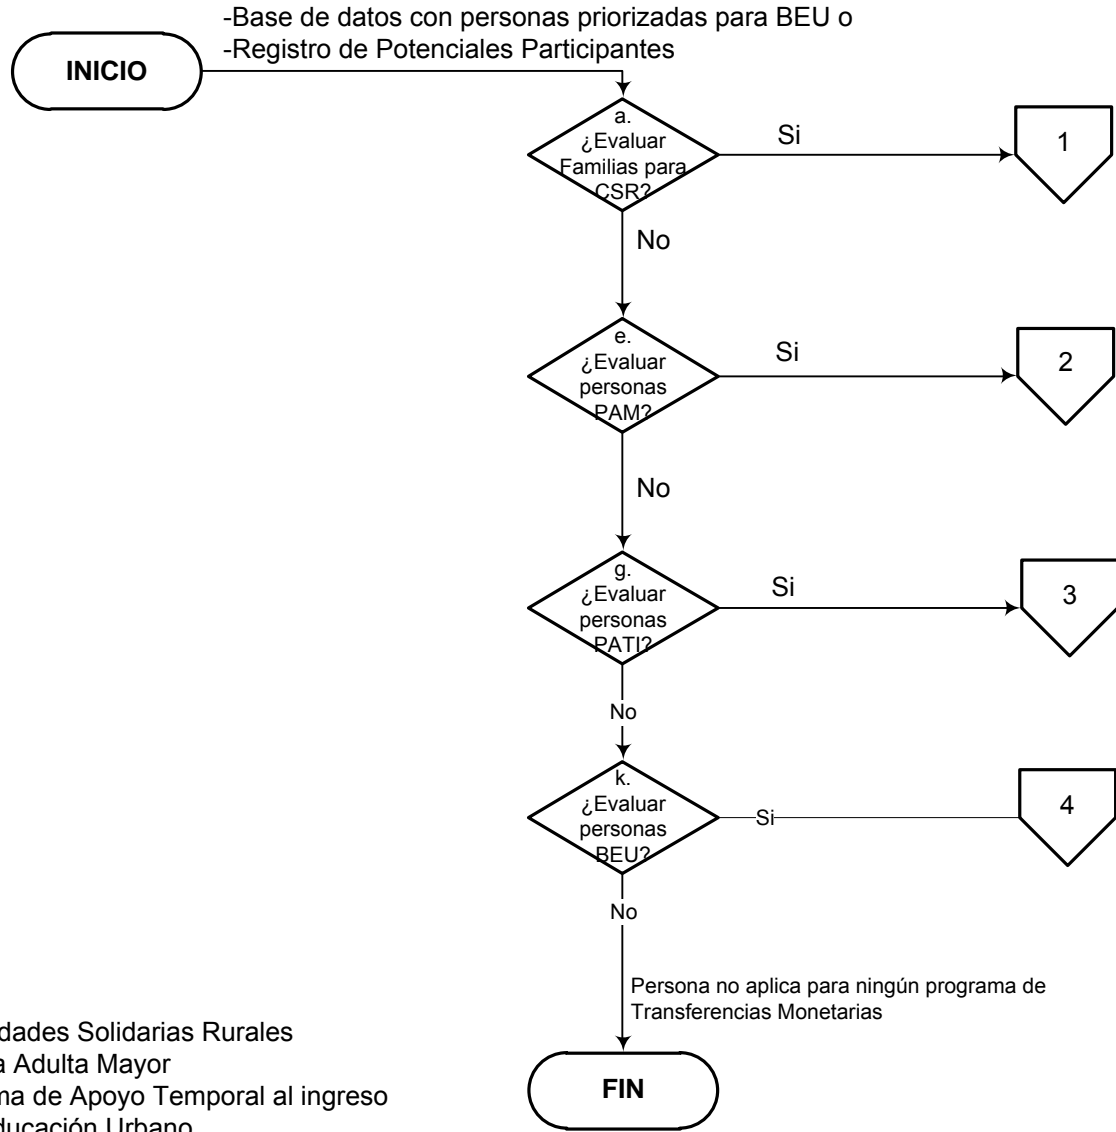 -Base de datos con personas priorizadas para BEU o
-Registro de Potenciales Participantes
INICIO
a.
¿Evaluar
Familias para
CSR?
Si
1
No
e.
¿Evaluar
personas
PAM?
Si
2
No
g.
¿Evaluar
personas
PATI?
Si
3
No
k.
¿Evaluar
personas
BEU?
Si
4
No
Persona no aplica para ningún programa de
Transferencias Monetarias
FIN
dades Solidarias Rurales
a Adulta Mayor
ma de Apoyo Temporal al ingreso
ducación Urbano